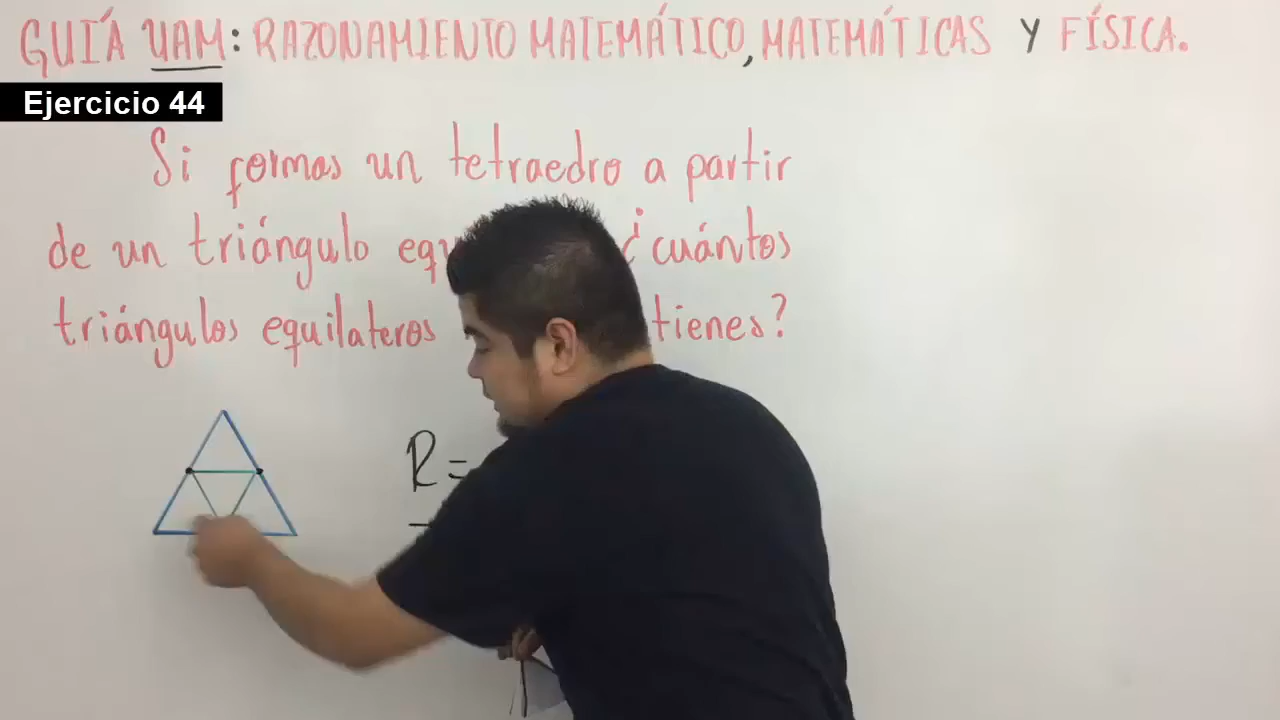 GUÍA UAM: RAZONAMIENTO MATEMÁTICO, MATEMÁTICAS Y FÍSICA.
Ejercicio 44
Si formas un tetraedro a partir
de un triángulo ¿cuántos
triángulos equilateros tienes?
R =